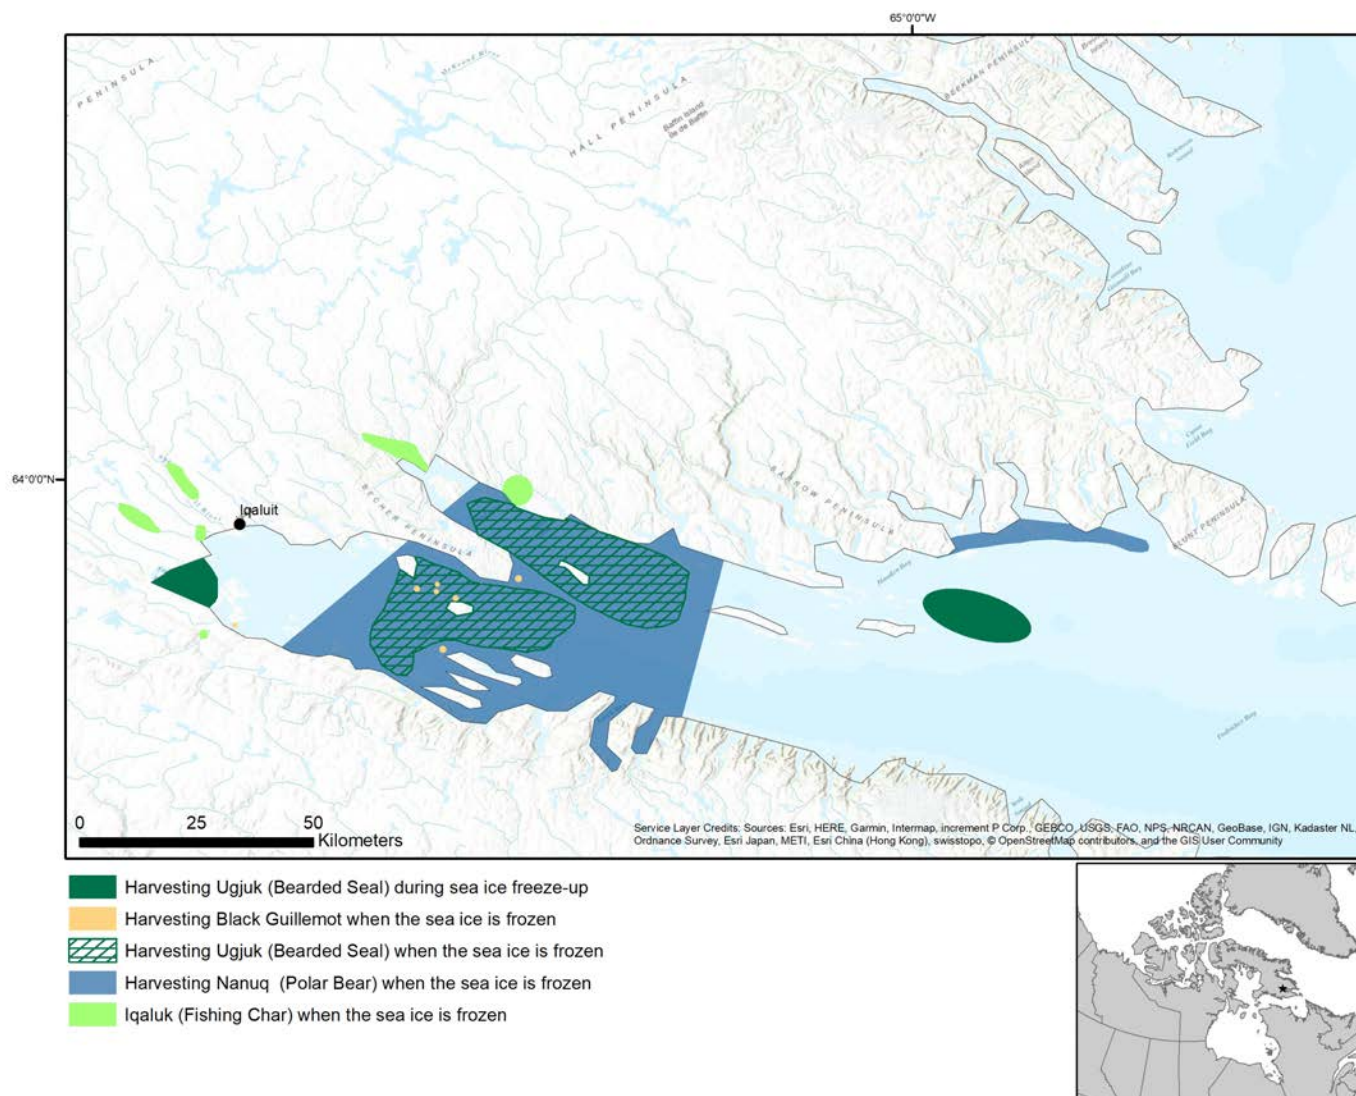 65°0'0"W
PENINSULA
HALL PENINSULA
Baffin Island
Île de Baffin
BEEKMAN PENINSULA
64°0'0"N
Iqaluit
BECHER PENINSULA
BARROW PENINSULA
BLUNT PENINSULA
Hamlen Bay
Frobisher Bay
0 25 50
Kilometers
Service Layer Credits: Sources: Esri, HERE, Garmin, Intermap, increment P Corp., GEBCO, USGS, FAO, NPS, NRCAN, GeoBase, IGN, Kadaster NL,
Ordnance Survey, Esri Japan, METI, Esri China (Hong Kong), swisstopo, © OpenStreetMap contributors, and the GIS User Community
Harvesting Ugjuk (Bearded Seal) during sea ice freeze-up
Harvesting Black Guillemot when the sea ice is frozen
Harvesting Ugjuk (Bearded Seal) when the sea ice is frozen
Harvesting Nanuq (Polar Bear) when the sea ice is frozen
Iqaluk (Fishing Char) when the sea ice is frozen